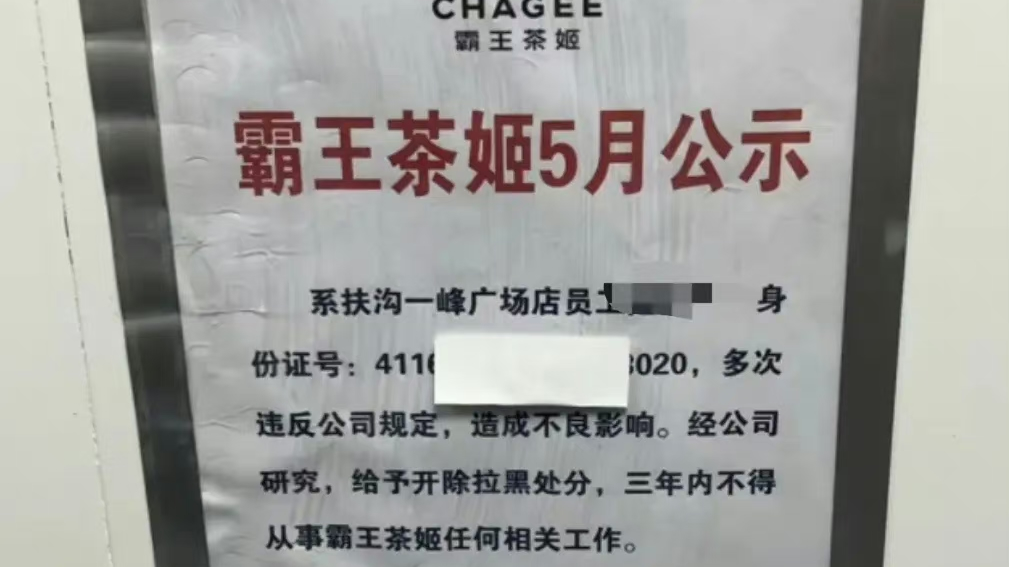 CHAGEE
霸王茶姬
霸王茶姬5月公示
系扶沟一峰广场店员工 身
份证号：4116 3020，多次
违反公司规定，造成不良影响。经公司
研究，给予开除拉黑处分，三年内不得
从事霸王茶姬任何相关工作。